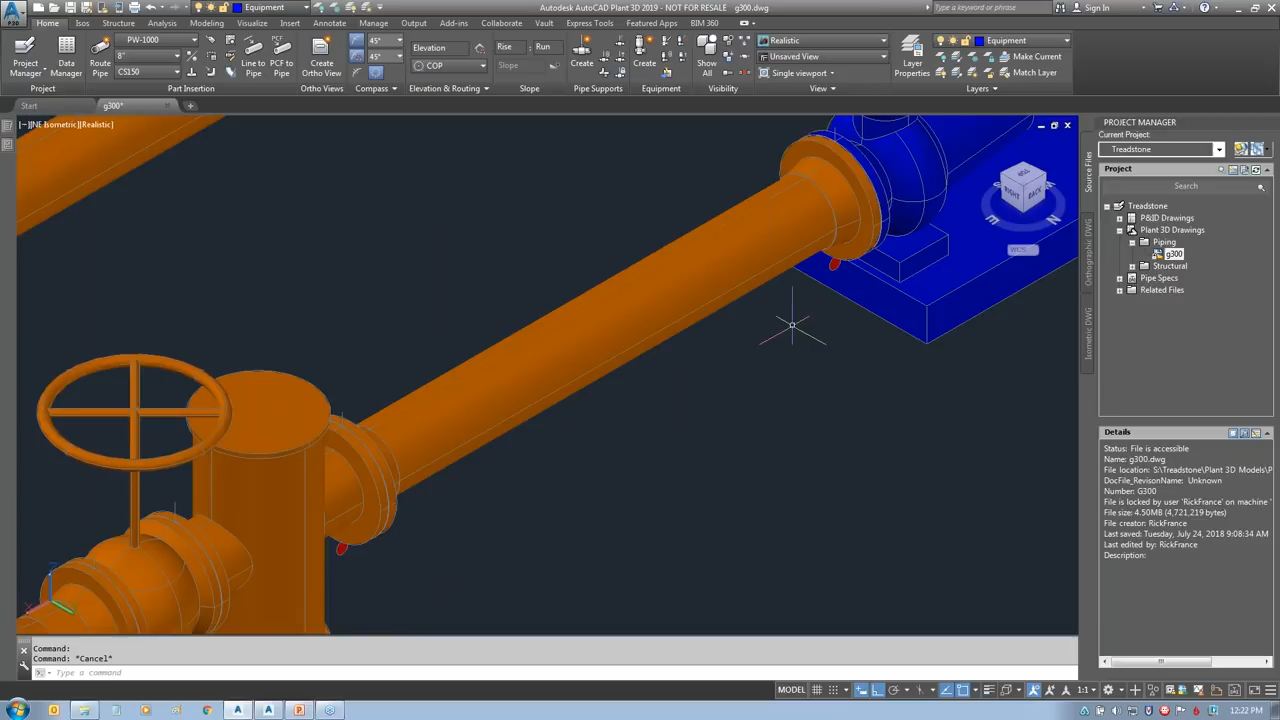 Equipment
Autodesk AutoCAD Plant 3D 2019 - NOT FOR RESALE g300.dwg
Type a keyword or phrase
Sign In
P3D
Home Iso Structure Analysis Modeling Visualize Insert Annotate Manage Output Add-ins Collaborate Vault Express Tools Featured Apps BIM 360
Project Manager
Data Manager
Project
Route Pipe
PW-1000
8"
CS150
Line to Pipe
PCF to Pipe
Part Insertion
Create Ortho View
Ortho Views
45°
45°
Compass
Elevation
COP
Elevation & Routing
Rise Run
Slope
Slope
Create
Pipe Supports
Create
Equipment
Show All
Visibility
Realistic
Unsaved View
Single viewport
View
Layer Properties
Equipment
Make Current
Match Layer
Layers
Start
g300*
[−][NE Isometric][Realistic]
RIGHT BACK
E N
WCS
PROJECT MANAGER
Current Project:
Treadstone
Project
Search
Treadstone
P&ID Drawings
Plant 3D Drawings
Piping
g300
Structural
Pipe Specs
Related Files
Source Files
Orthographic DWG
Isometric DWG
Details
Status: File is accessible
Name: g300.dwg
File location: S:\Treadstone\Plant 3D Models\P
DocFile_RevisonName: Unknown
Number: G300
File is locked by user 'RickFrance' on machine '
File size: 4.50MB (4,721,219 bytes)
File creator: RickFrance
Last saved: Tuesday, July 24, 2018 9:08:34 AM
Last edited by: RickFrance
Description:
Command:
Command: *Cancel*
Type a command
MODEL
1:1
12:22 PM